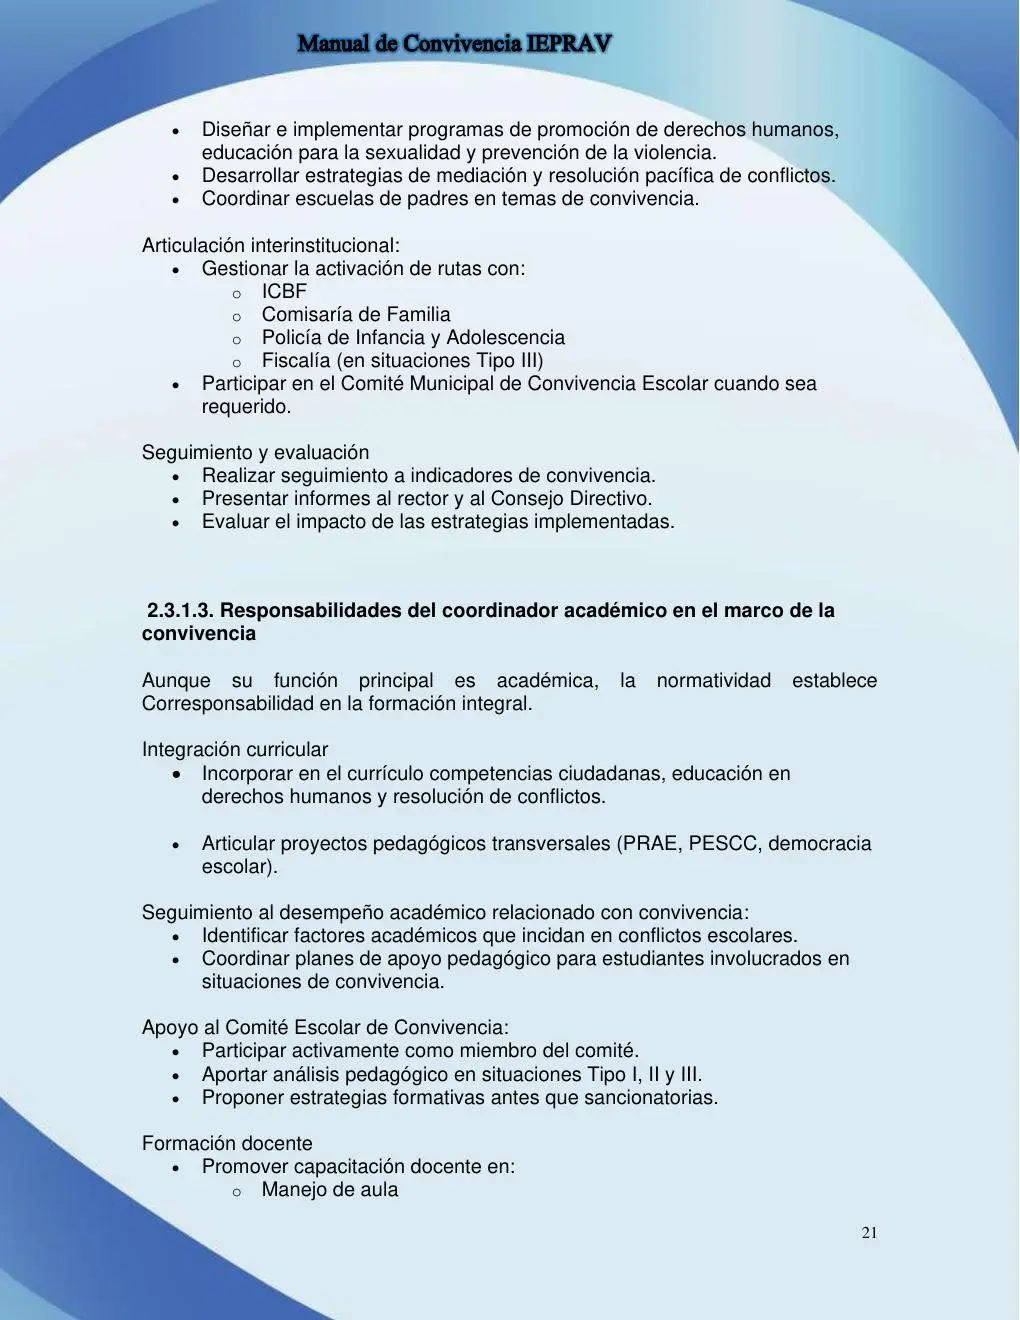 Manual de Convivencia IEPRAV
• Diseñar e implementar programas de promoción de derechos humanos,
educación para la sexualidad y prevención de la violencia.
• Desarrollar estrategias de mediación y resolución pacífica de conflictos.
• Coordinar escuelas de padres en temas de convivencia.
Articulación interinstitucional:
• Gestionar la activación de rutas con:
o ICBF
o Comisaría de Familia
o Policía de Infancia y Adolescencia
o Fiscalía (en situaciones Tipo III)
• Participar en el Comité Municipal de Convivencia Escolar cuando sea
requerido.
Seguimiento y evaluación
• Realizar seguimiento a indicadores de convivencia.
• Presentar informes al rector y al Consejo Directivo.
• Evaluar el impacto de las estrategias implementadas.
2.3.1.3. Responsabilidades del coordinador académico en el marco de la
convivencia
Aunque su función principal es académica, la normatividad establece
Corresponsabilidad en la formación integral.
Integración curricular
• Incorporar en el currículo competencias ciudadanas, educación en
derechos humanos y resolución de conflictos.
• Articular proyectos pedagógicos transversales (PRAE, PESCC, democracia
escolar).
Seguimiento al desempeño académico relacionado con convivencia:
• Identificar factores académicos que incidan en conflictos escolares.
• Coordinar planes de apoyo pedagógico para estudiantes involucrados en
situaciones de convivencia.
Apoyo al Comité Escolar de Convivencia:
• Participar activamente como miembro del comité.
• Aportar análisis pedagógico en situaciones Tipo I, II y III.
• Proponer estrategias formativas antes que sancionatorias.
Formación docente
• Promover capacitación docente en:
o Manejo de aula
21